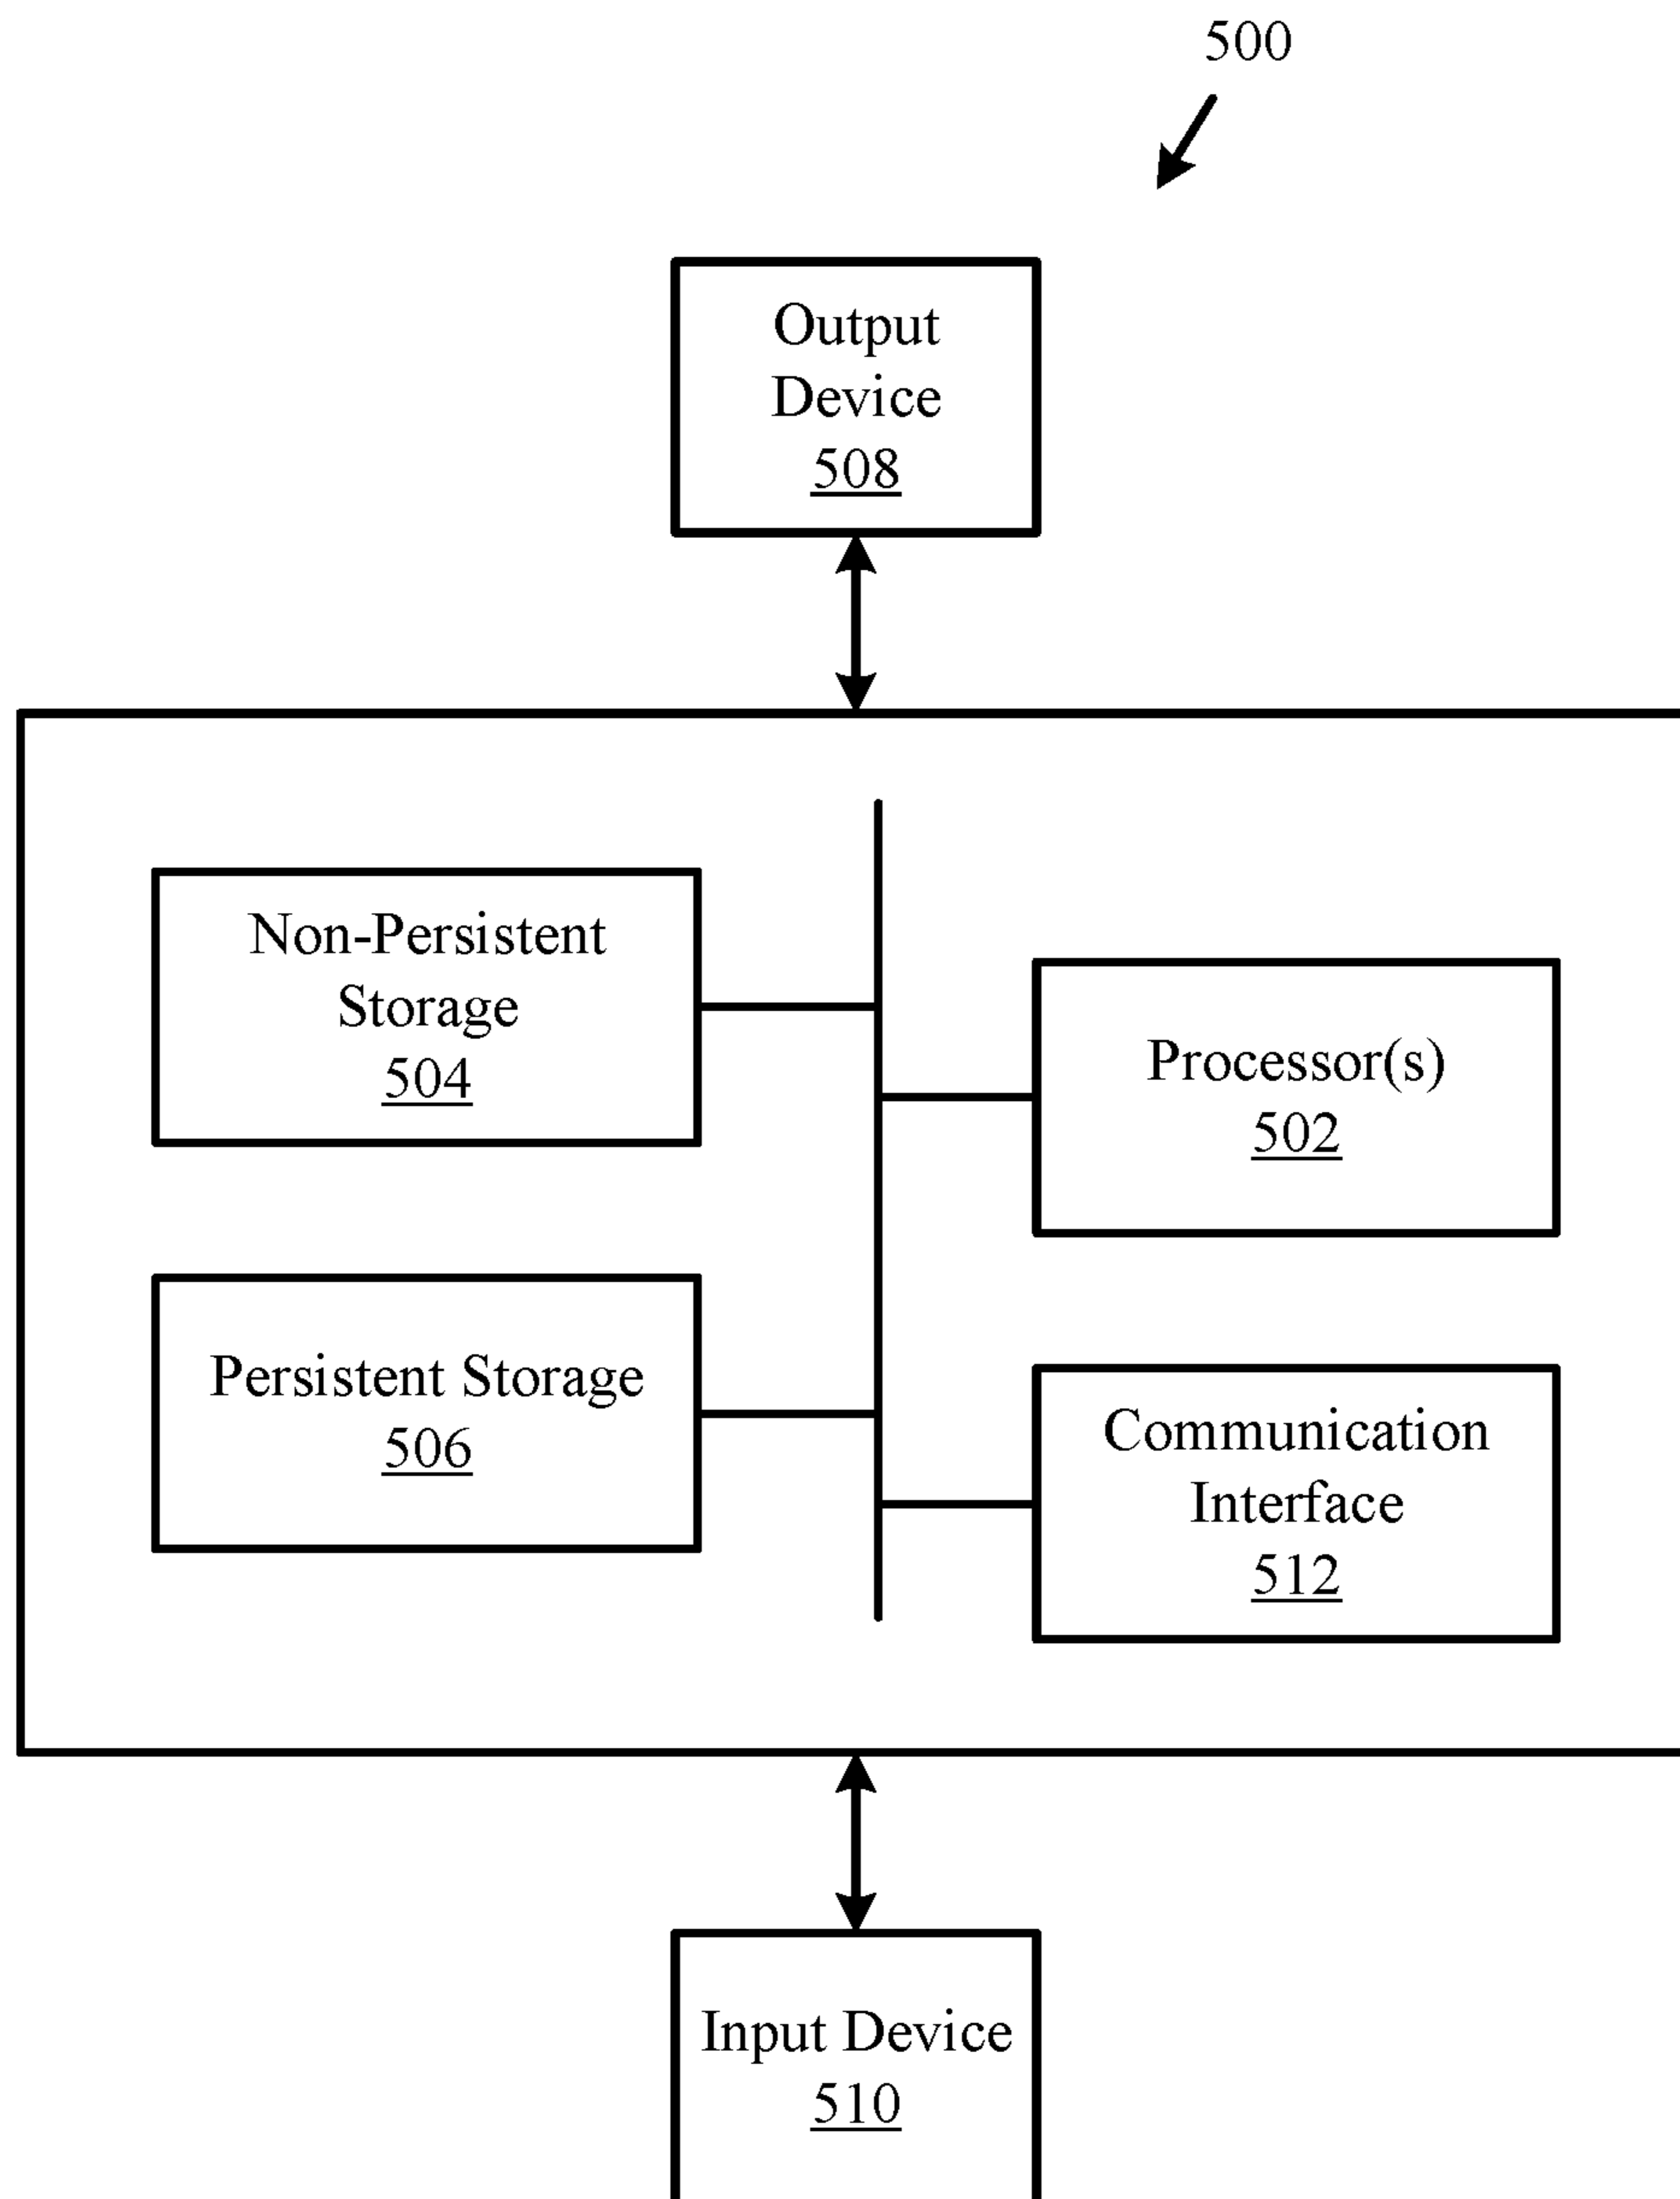 500
Output
Device
508
Non-Persistent
Storage
504
Processor(s)
502
Persistent Storage
506
Communication
Interface
512
Input Device
510